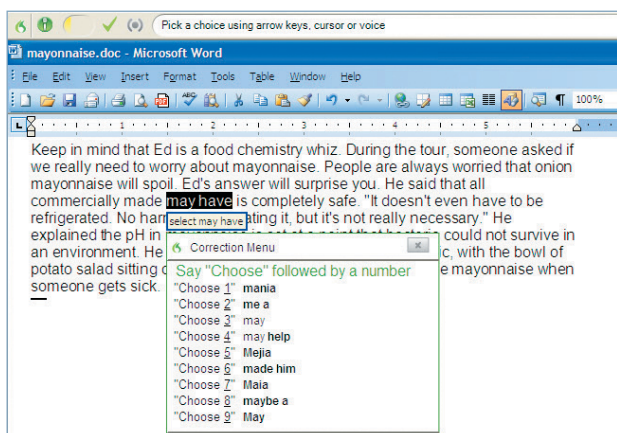 Pick a choice using arrow keys, cursor or voice
mayonnaise.doc - Microsoft Word
File Edit View Insert Format Tools Table Window Help
100%
1 2 3 4 5
Keep in mind that Ed is a food chemistry whiz. During the tour, someone asked if
we really need to worry about mayonnaise. People are always worried that onion
mayonnaise will spoil. Ed's answer will surprise you. He said that all
commercially made may have is completely safe. "It doesn't even have to be
refrigerated. No har ating it, but it's not really necessary." He
select may have
explained the pH in could not survive in
an environment. He ic, with the bowl of
potato salad sitting e mayonnaise when
someone gets sick.
Correction Menu
Say "Choose" followed by a number
"Choose 1" mania
"Choose 2" me a
"Choose 3" may
"Choose 4" may help
"Choose 5" Mejia
"Choose 6" made him
"Choose 7" Maia
"Choose 8" maybe a
"Choose 9" May